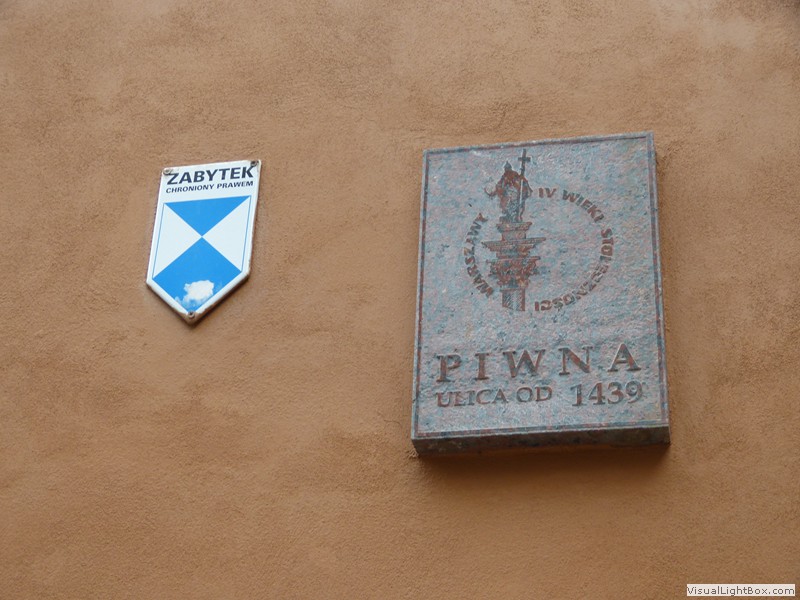 ZABYTEK
CHRONIONY PRAWEM
IV WIEKI STOŁECZNOŚCI
WARSZAWY
PIWNA
ULICA OD 1439
VisualLightBox.com